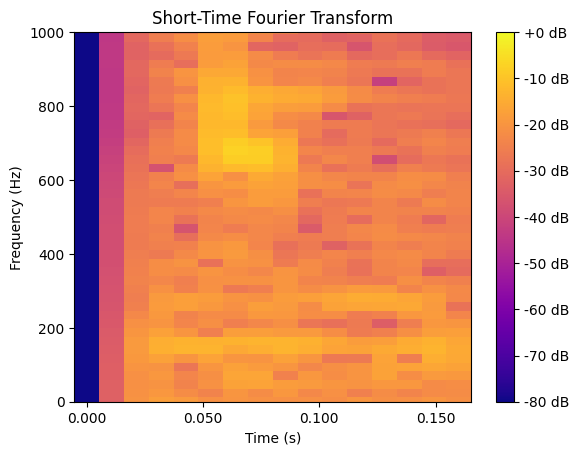 Short-Time Fourier Transform
1000
800
600
400
200
0
Frequency (Hz)
0.000
0.050
0.100
0.150
Time (s)
+0 dB
-10 dB
-20 dB
-30 dB
-40 dB
-50 dB
-60 dB
-70 dB
-80 dB